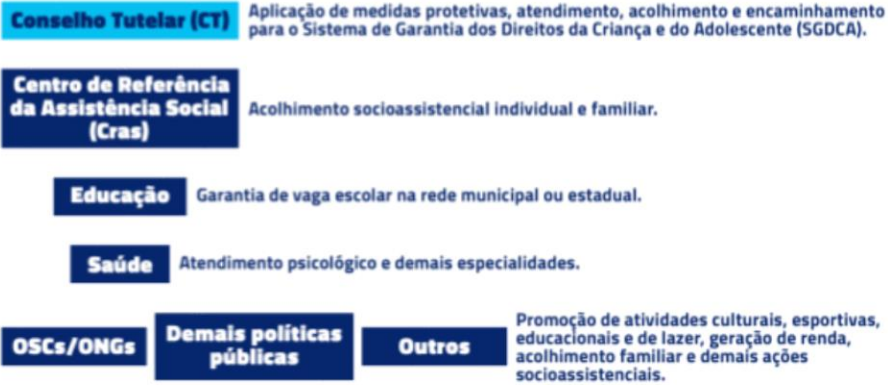 Conselho Tutelar (CT)
Aplicação de medidas protetivas, atendimento, acolhimento e encaminhamento
para o Sistema de Garantia dos Direitos da Criança e do Adolescente (SGDCA).
Centro de Referência
da Assistência Social
(Cras)
Acolhimento socioassistencial individual e familiar.
Educação
Garantia de vaga escolar na rede municipal ou estadual.
Saúde
Atendimento psicológico e demais especialidades.
OSCs/ONGs
Demais políticas
públicas
Outros
Promoção de atividades culturais, esportivas,
educacionais e de lazer, geração de renda,
acolhimento familiar e demais ações
socioassistenciais.